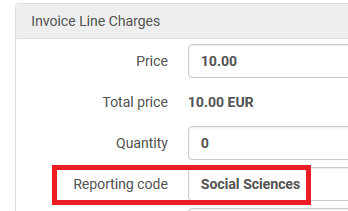 Invoice Line Charges
Price 10.00
Total price 10.00 EUR
Quantity 0
Reporting code Social Sciences